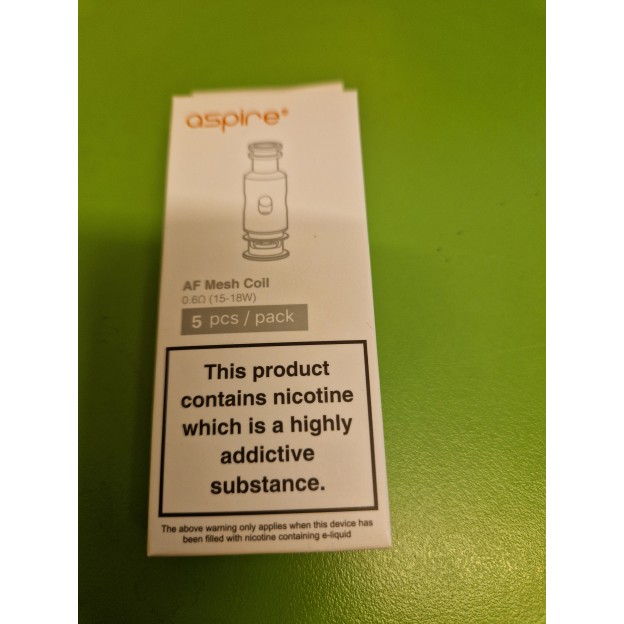 aspire®
AF Mesh Coil
0.6Ω (15-18W)
5 pcs / pack
This product
contains nicotine
which is a highly
addictive
substance.
The above warning only applies when this device has
been filled with nicotine containing e-liquid